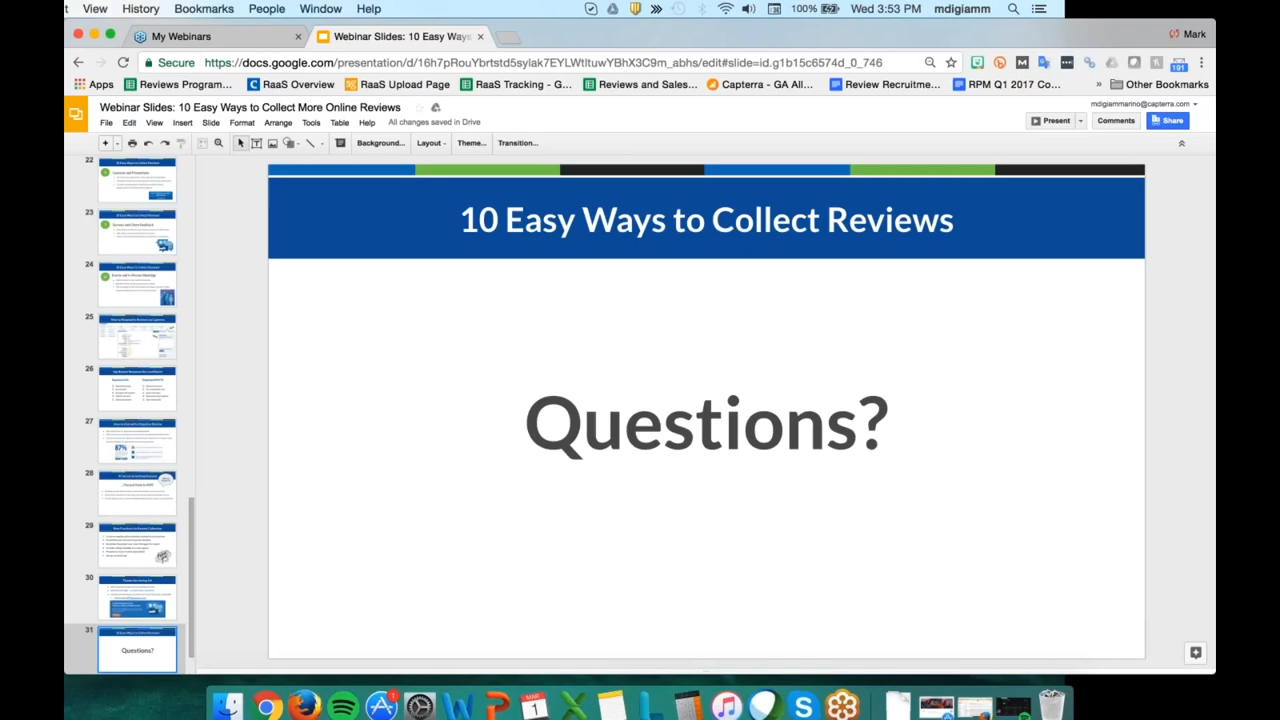 t View History Bookmarks People Window Help 100% Wed 3:53 PM mdigiamm
My Webinars Webinar Slides: 10 Easy Ways Mark
Secure https://docs.google.com/presentation/d/16h7pRouYbrtstd5sylak7EYLWtltuwYBhX3C9m_abhs/edit#slide=id.g1b15c6574d_0_746
Apps Reviews Program... RaaS Overview RaaS Upload Page RaaS Tracking - G... Reviews and Sales... Capterra - GA All... Review Recruitme... RPM Q1 2017 Co... » Other Bookmarks
191
Webinar Slides: 10 Easy Ways to Collect More Online Reviews
mdigiammarino@capterra.com
File Edit View Insert Slide Format Arrange Tools Table Help All changes saved in Drive
Present Comments Share
Background... Layout Theme... Transition...
22
23
24
25
26
27
87%
28
29
30
31
Questions?
10 Easy Ways to Collect Reviews
Questions?
MAR
1
1